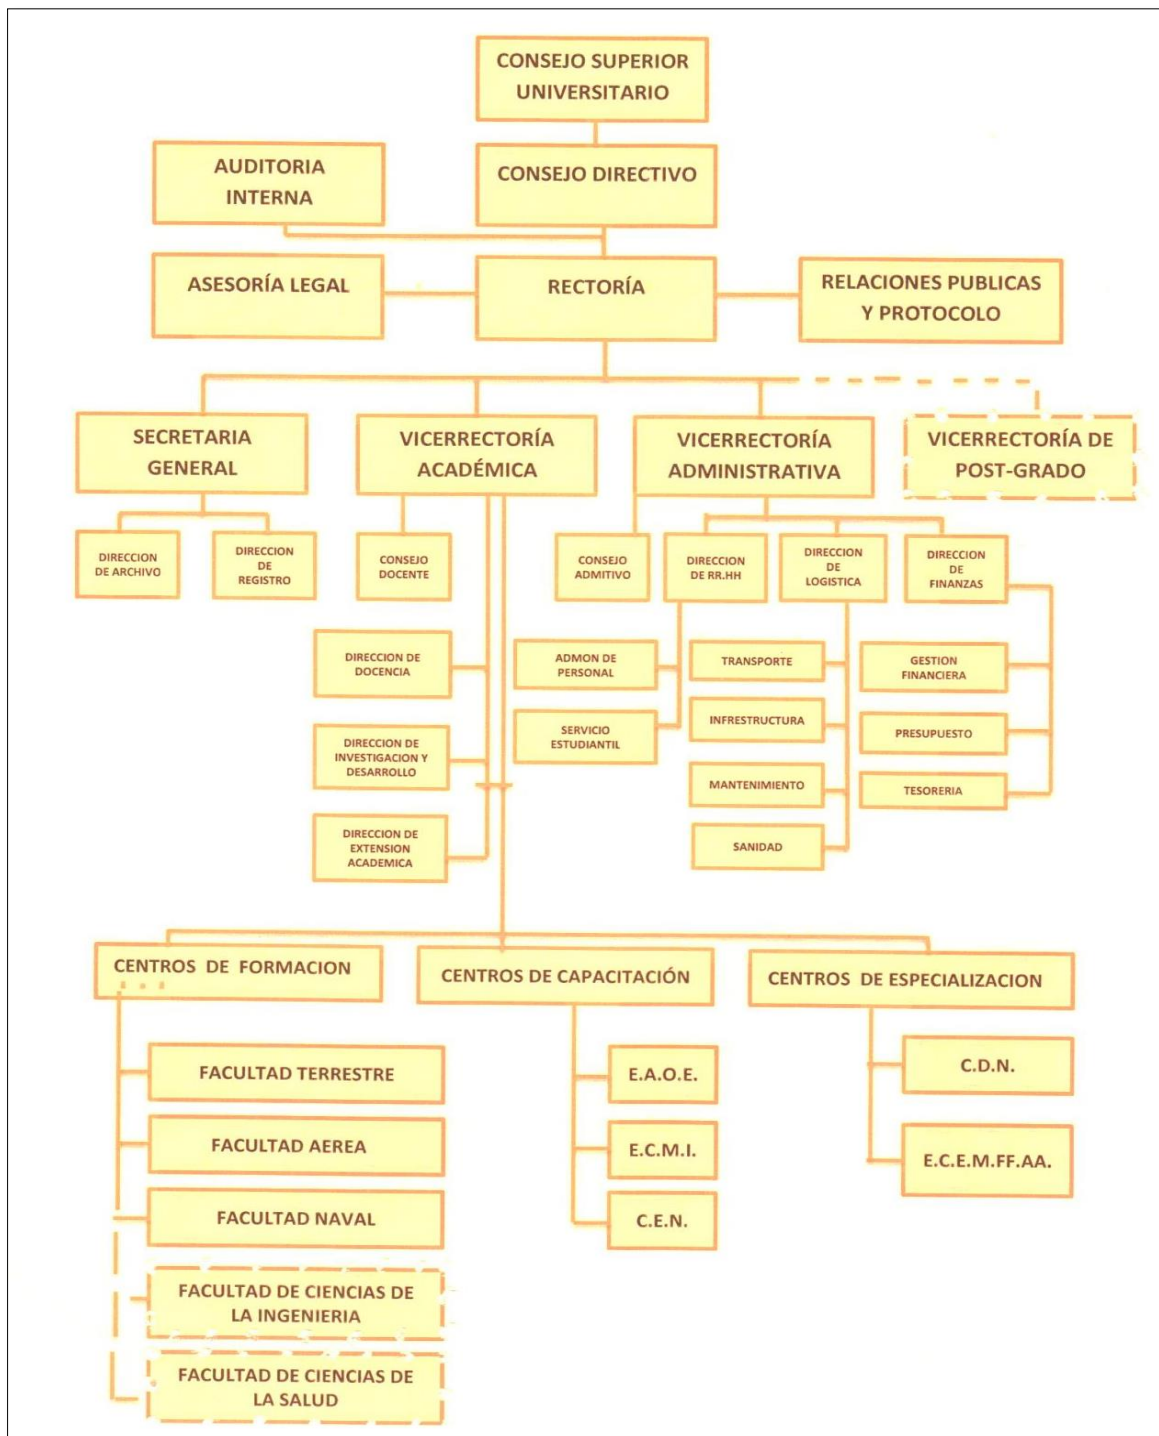 CONSEJO SUPERIOR
UNIVERSITARIO
AUDITORIA
INTERNA
CONSEJO DIRECTIVO
ASESORÍA LEGAL
RECTORÍA
RELACIONES PUBLICAS
Y PROTOCOLO
SECRETARIA
GENERAL
VICERRECTORÍA
ACADÉMICA
VICERRECTORÍA
ADMINISTRATIVA
VICERRECTORÍA DE
POST-GRADO
DIRECCION
DE ARCHIVO
DIRECCION
DE
REGISTRO
CONSEJO
DOCENTE
CONSEJO
ADMITIVO
DIRECCION
DE RR.HH
DIRECCION
DE
LOGISTICA
DIRECCION
DE
FINANZAS
DIRECCION DE
DOCENCIA
ADMON DE
PERSONAL
TRANSPORTE
GESTION
FINANCIERA
DIRECCION DE
INVESTIGACION Y
DESARROLLO
SERVICIO
ESTUDIANTIL
INFRESTRUCTURA
PRESUPUESTO
MANTENIMIENTO
TESORERIA
DIRECCION DE
EXTENSION
ACADEMICA
SANIDAD
CENTROS DE FORMACION
CENTROS DE CAPACITACIÓN
CENTROS DE ESPECIALIZACION
FACULTAD TERRESTRE
E.A.O.E.
C.D.N.
FACULTAD AEREA
E.C.M.I.
E.C.E.M.FF.AA.
FACULTAD NAVAL
C.E.N.
FACULTAD DE CIENCIAS DE
LA INGENIERIA
FACULTAD DE CIENCIAS DE
LA SALUD